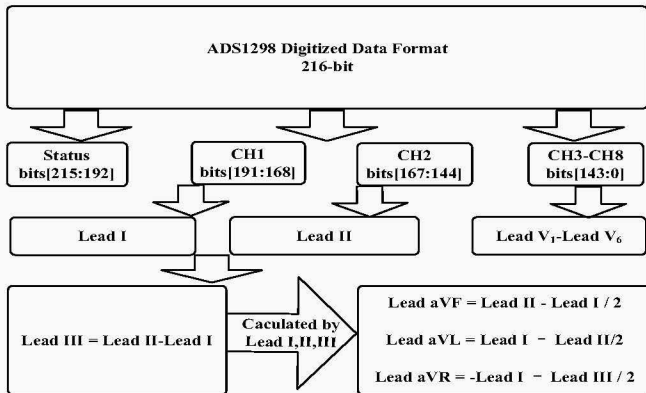 ADS1298 Digitized Data Format
216-bit
Status
bits[215:192]
CH1
bits[191:168]
CH2
bits[167:144]
CH3-CH8
bits[143:0]
Lead I
Lead II
Lead V₁-Lead V₆
Lead III = Lead II-Lead I
Caculated by
Lead I,II,III
Lead aVF = Lead II - Lead I / 2
Lead aVL = Lead I － Lead II/2
Lead aVR = -Lead I － Lead III / 2